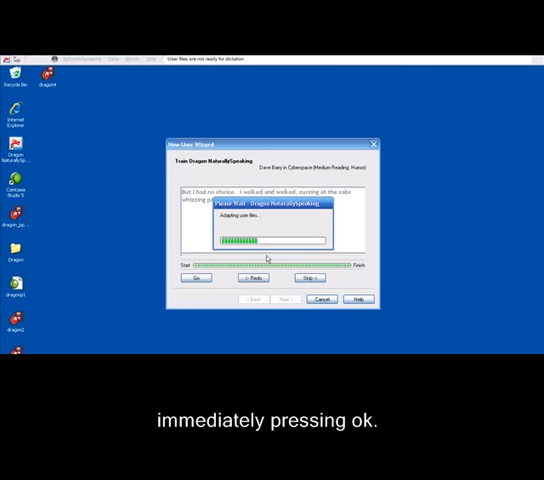 User files are not ready for dictation
Recycle Bin
dragon4
Internet
Explorer
Dragon
NaturallySp...
Camtasia
Studio 6
dragon_pp...
Dragon
dragonp1
dragon2
New User Wizard
Train Dragon NaturallySpeaking
Dave Barry in Cyberspace (Medium Reading: Humor)
But I had no choice. I walked and walked, cursing at the cabs
whizzing
Please Wait - Dragon NaturallySpeaking
Adapting user files...
Start
Finish
Go
<- Redo
Skip ->
< Back
Next >
Cancel
Help
immediately pressing ok.